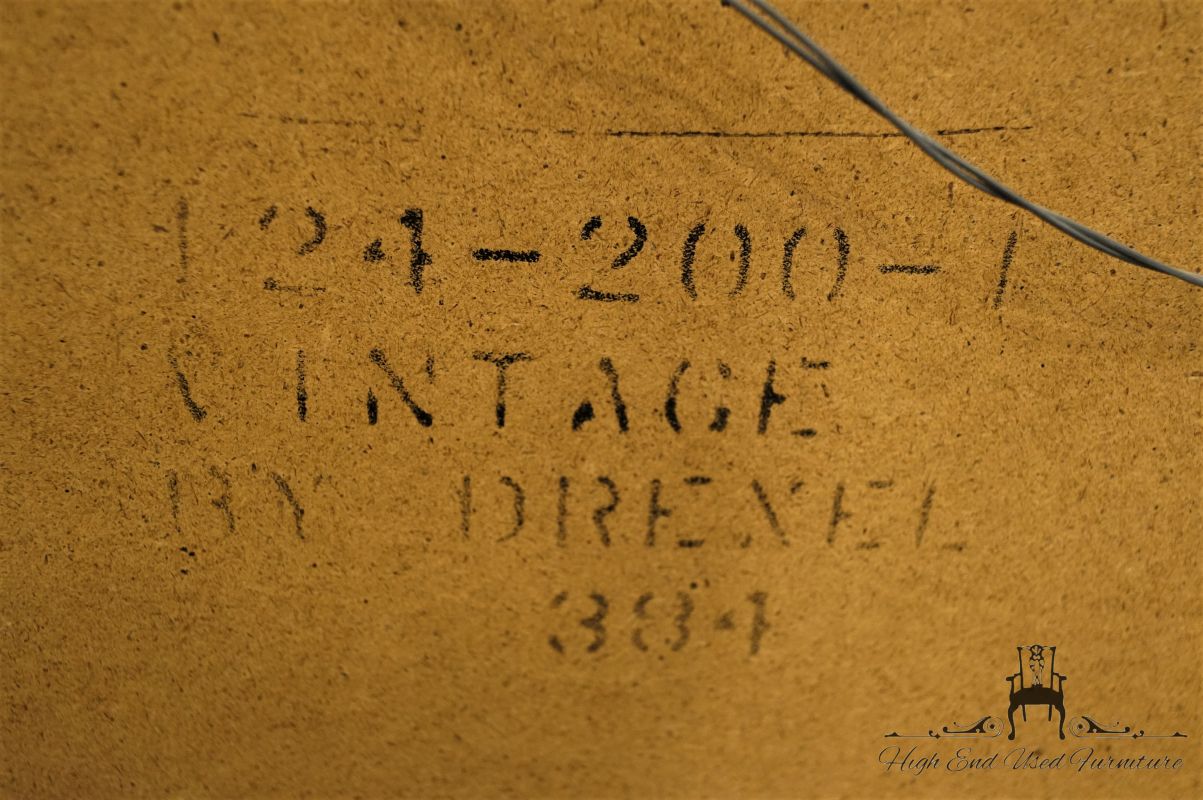 124-200-1
VINTAGE
BY DREXEL
384
High End Used Furniture